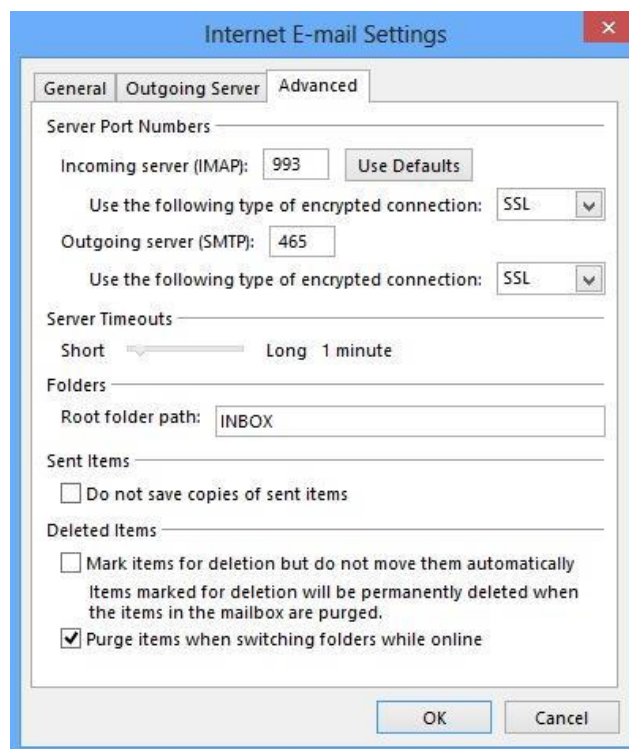 Internet E-mail Settings
General Outgoing Server Advanced
Server Port Numbers
Incoming server (IMAP): 993 Use Defaults
Use the following type of encrypted connection: SSL
Outgoing server (SMTP): 465
Use the following type of encrypted connection: SSL
Server Timeouts
Short Long 1 minute
Folders
Root folder path: INBOX
Sent Items
Do not save copies of sent items
Deleted Items
Mark items for deletion but do not move them automatically
Items marked for deletion will be permanently deleted when
the items in the mailbox are purged.
Purge items when switching folders while online
OK Cancel